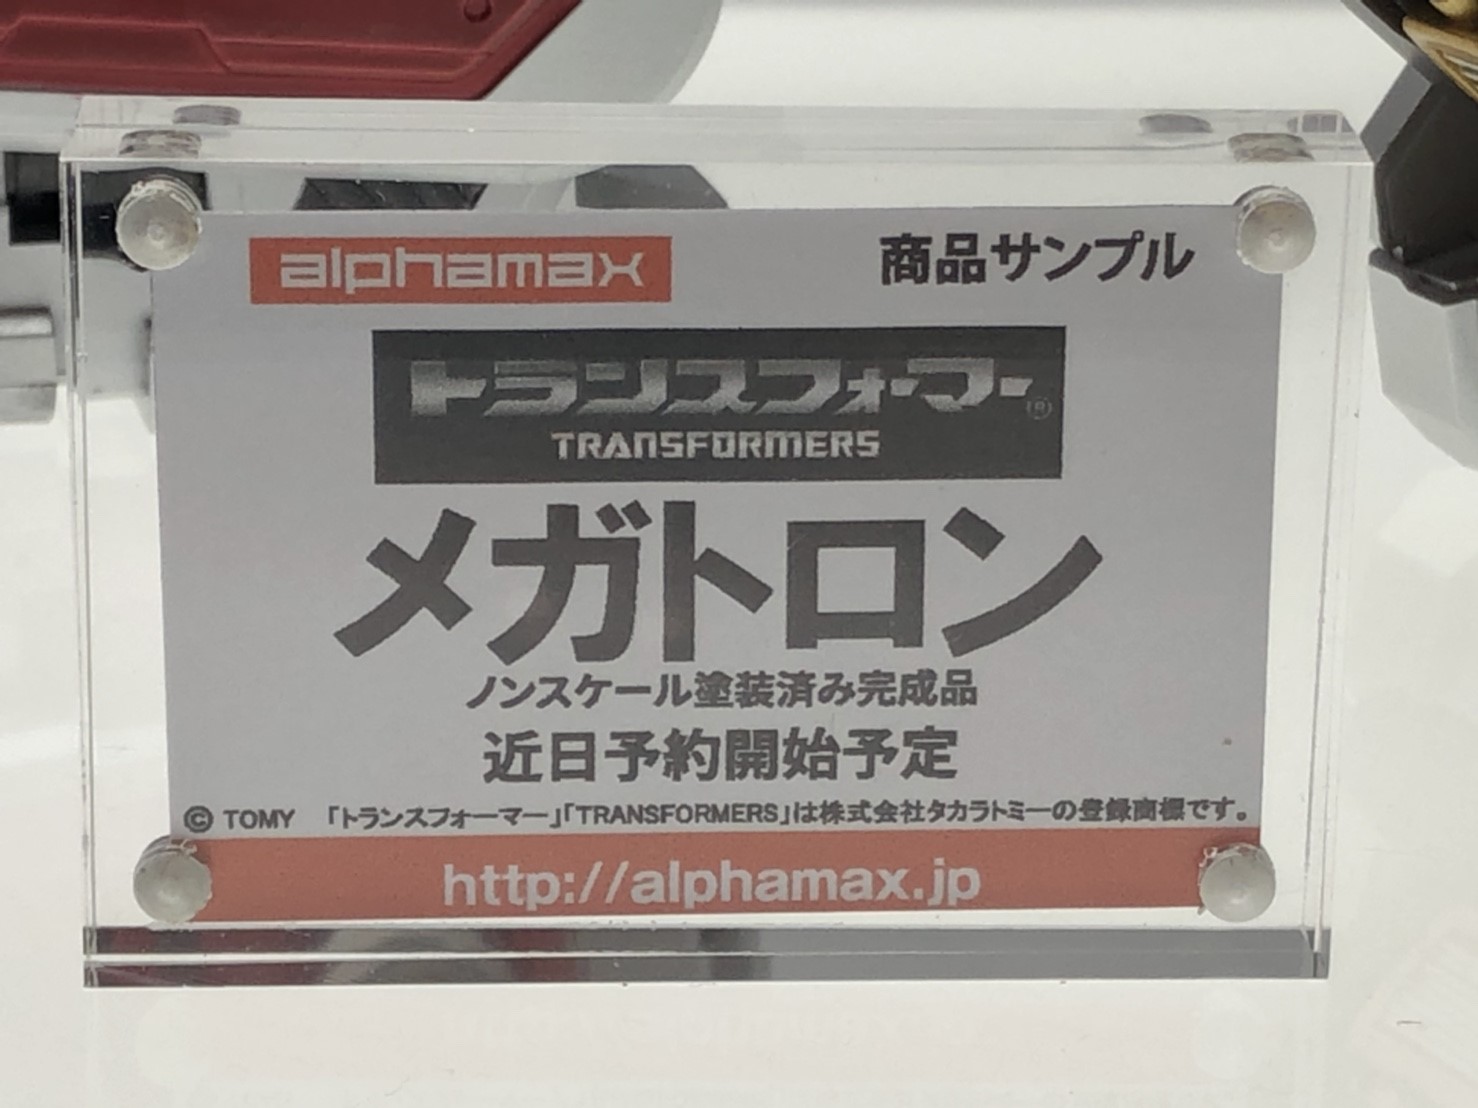 alphamax
商品サンプル
トランスフォーマー®
TRANSFORMERS
メガトロン
ノンスケール塗装済み完成品
近日予約開始予定
© TOMY 「トランスフォーマー」「TRANSFORMERS」は株式会社タカラトミーの登録商標です。
http://alphamax.jp